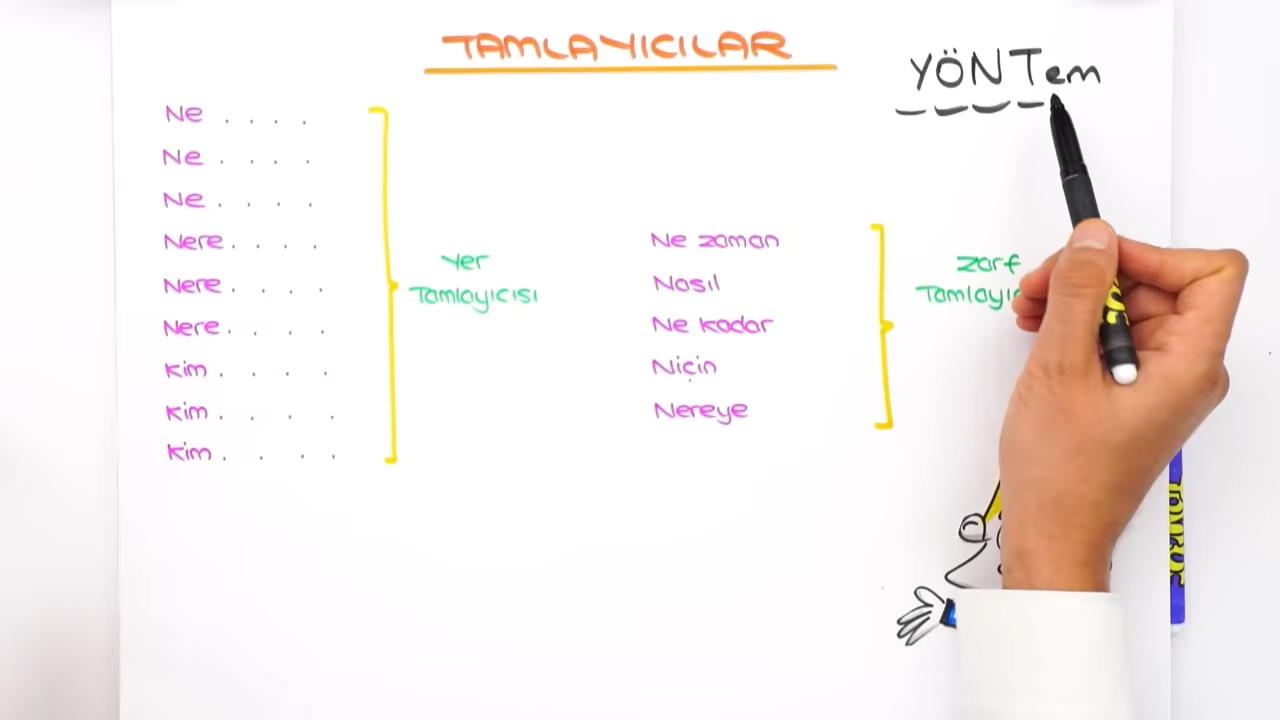 TAMLAYICILAR
YÖNTem
Ne . . . .
Ne . . . .
Ne . . . .
Nere . . . .
Nere . . . .
Nere . . . .
Kim . . . .
Kim . . . .
Kim . . . .
Yer
Tamlayıcısı
Ne zaman
Nasıl
Ne kadar
Niçin
Nereye
Zarf